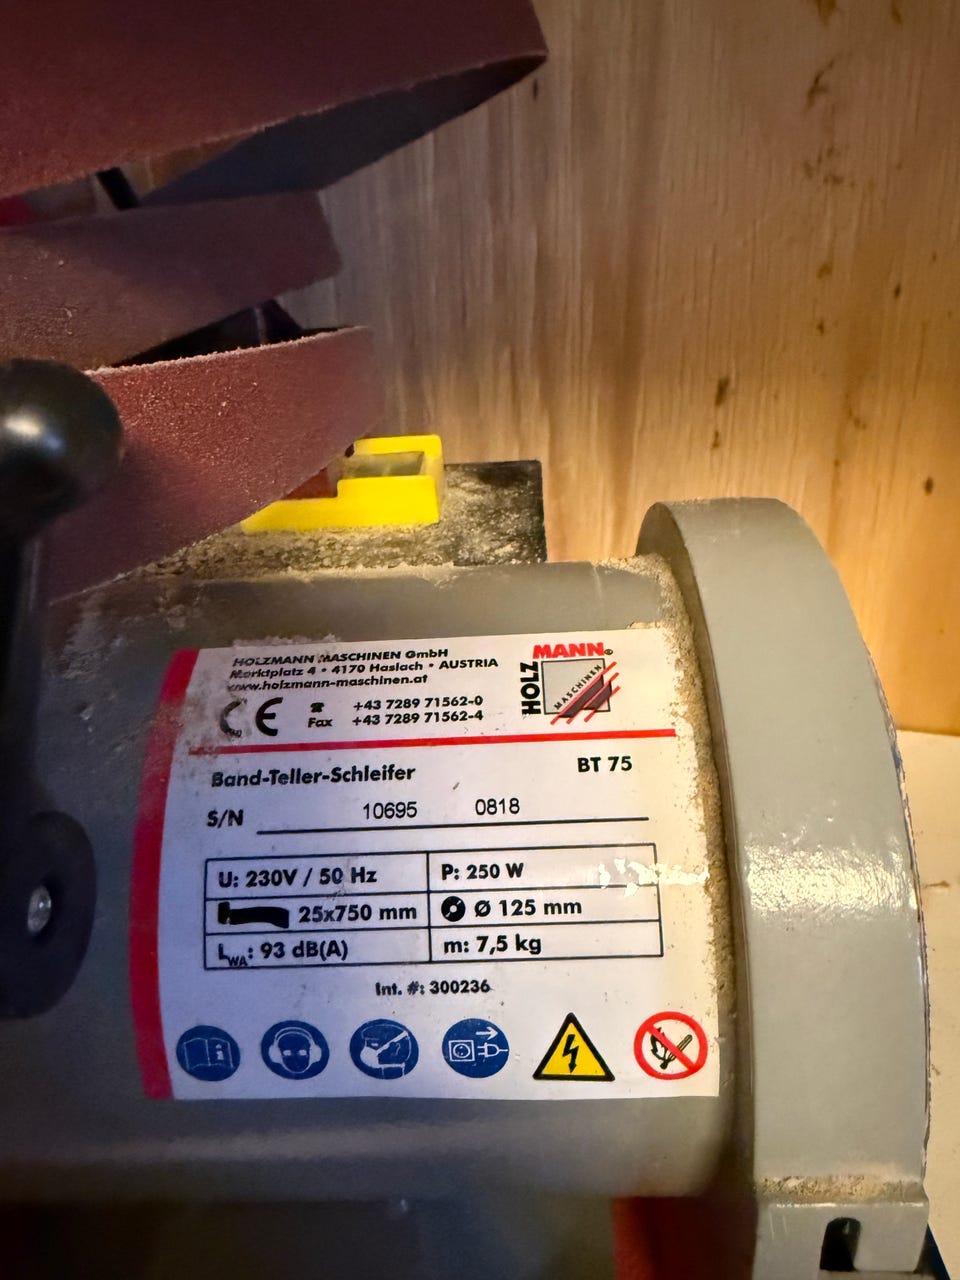 HOLZMANN MASCHINEN GmbH
Marktplatz 4 • 4170 Haslach • AUSTRIA
www.holzmann-maschinen.at
CE
☎ +43 7289 71562-0
Fax +43 7289 71562-4
HOLZ MANN®
MASCHINEN
Band-Teller-Schleifer BT 75
S/N 10695 0818
U: 230V / 50 Hz P: 250 W
25x750 mm Ø 125 mm
LWA: 93 dB(A) m: 7,5 kg
Int. #: 300236